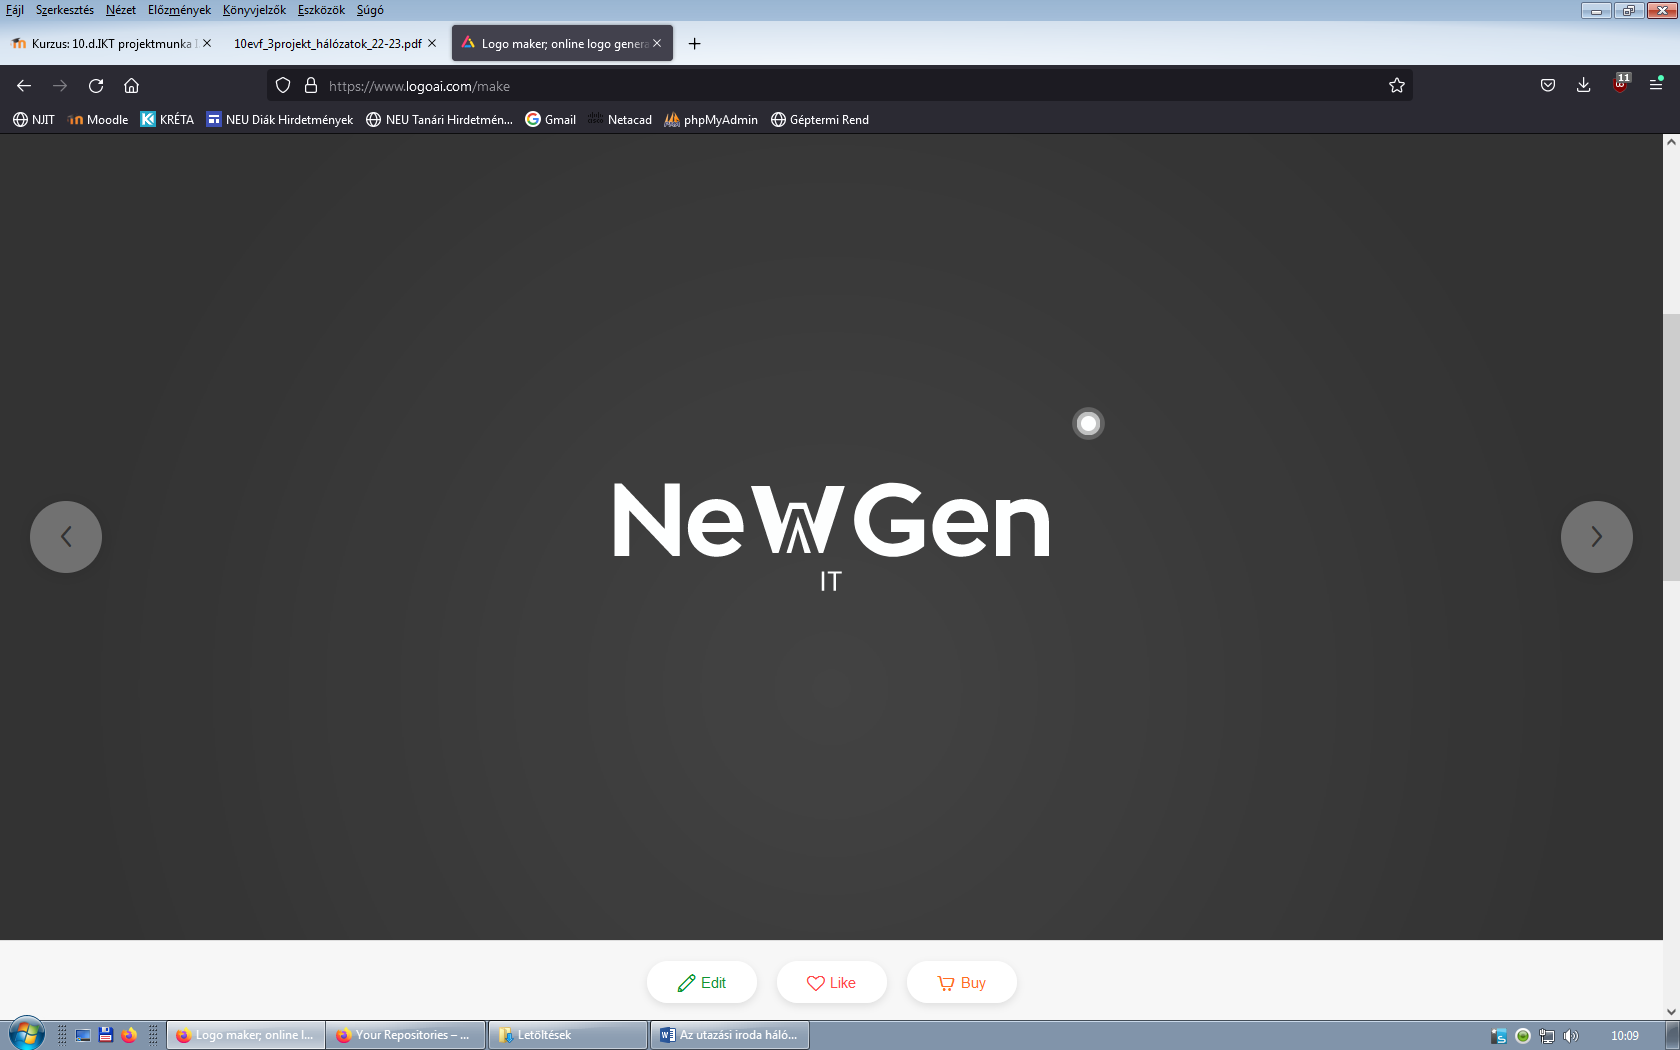 Fájl Szerkesztés Nézet Előzmények Könyvjelzők Eszközök Súgó
Kurzus: 10.d.IKT projektmunka I
10evf_3projekt_hálózatok_22-23.pdf
Logo maker; online logo genera
https://www.logoai.com/make
11
NJIT Moodle KRÉTA NEU Diák Hirdetmények NEU Tanári Hirdetmén... Gmail Netacad phpMyAdmin Géptermi Rend
NeWGen
IT
Edit Like Buy
Logo maker; online l... Your Repositories – ... Letöltések Az utazási iroda háló... 10:09